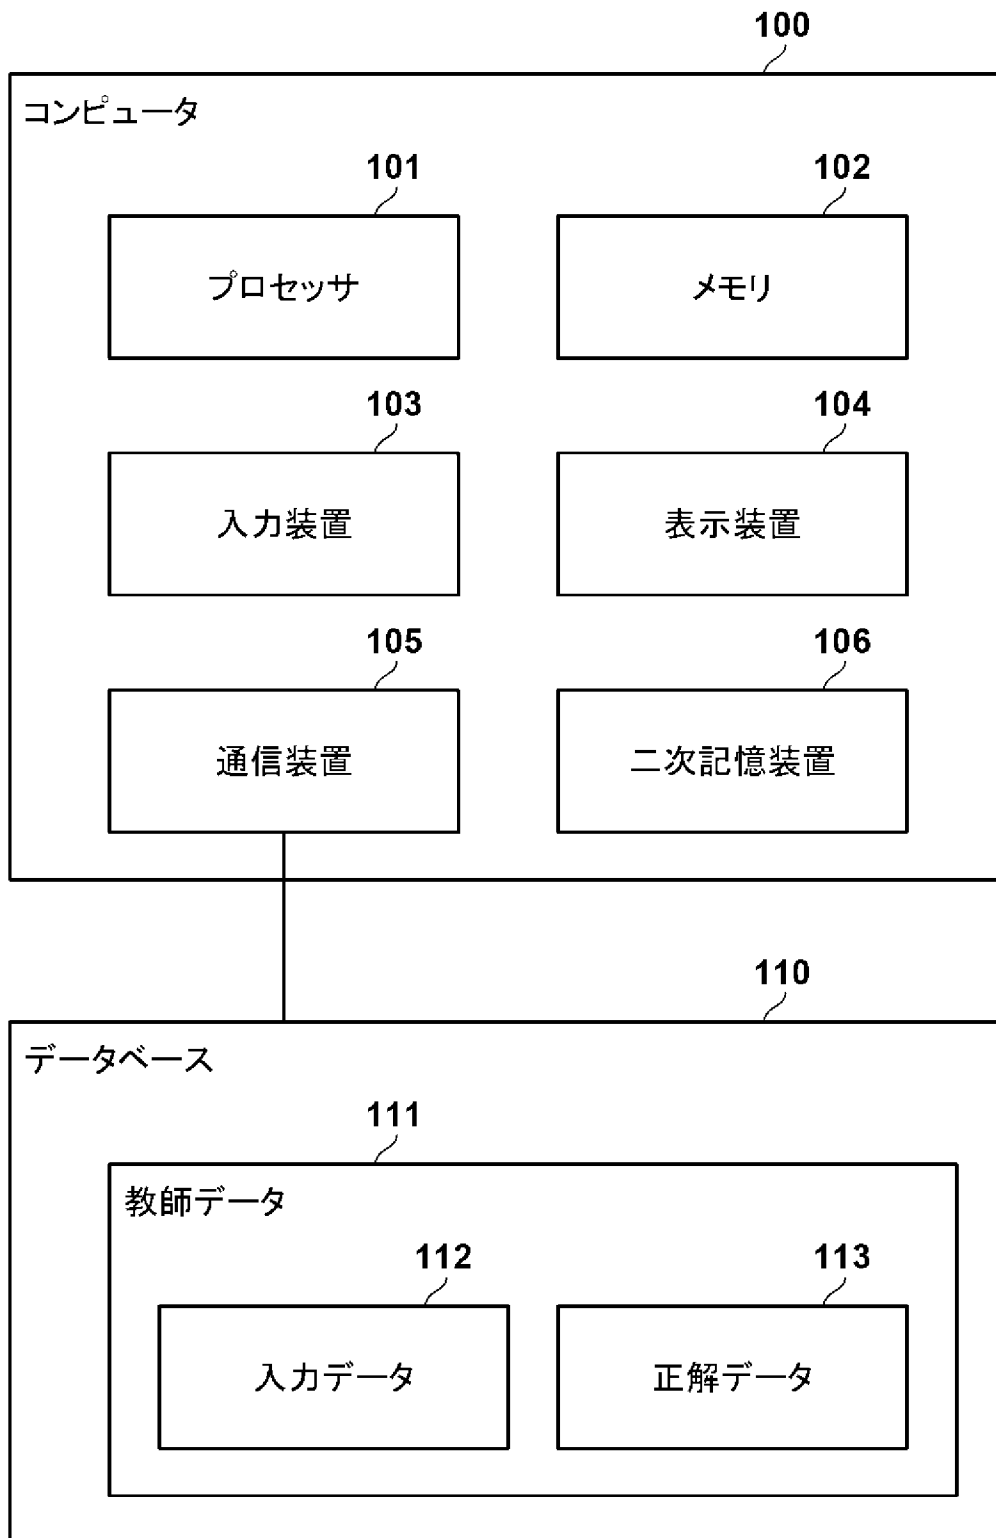 100
コンピュータ
101
102
プロセッサ
メモリ
103
104
入力装置
表示装置
105
106
通信装置
二次記憶装置
110
データベース
111
教師データ
112
113
入力データ
正解データ